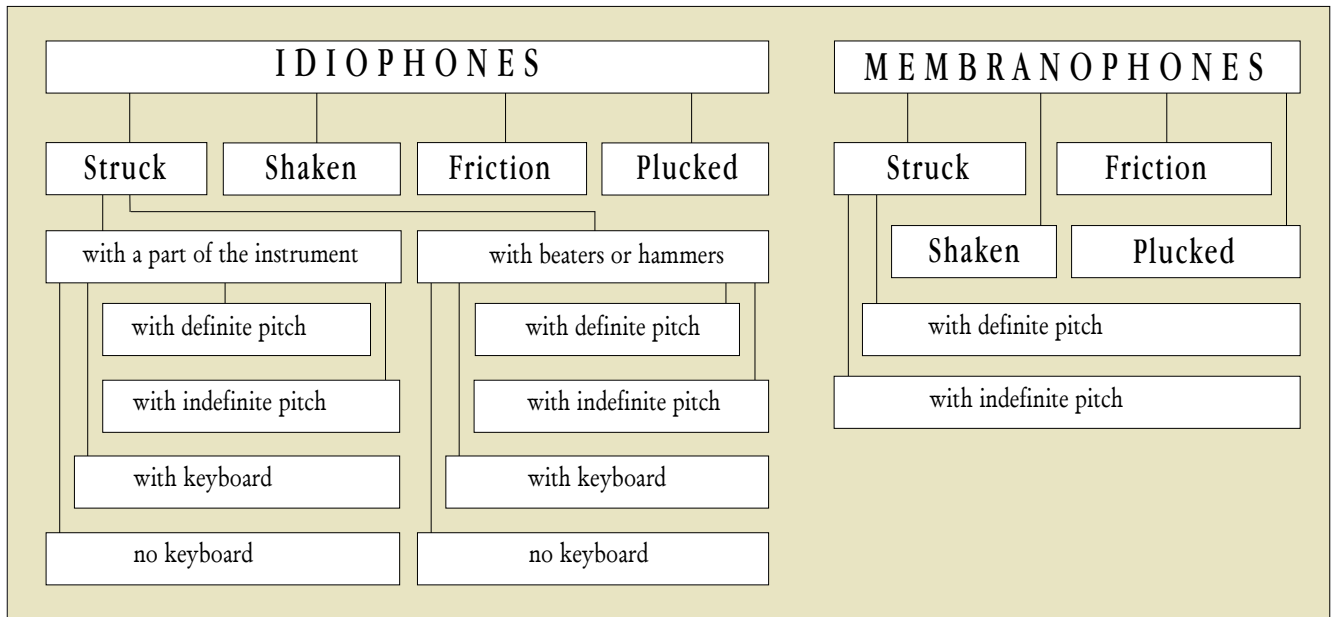 IDIOPHONES
Struck
Shaken
Friction
Plucked
with a part of the instrument
with definite pitch
with indefinite pitch
with keyboard
no keyboard
with beaters or hammers
with definite pitch
with indefinite pitch
with keyboard
no keyboard
MEMBRANOPHONES
Struck
Friction
Shaken
Plucked
with definite pitch
with indefinite pitch